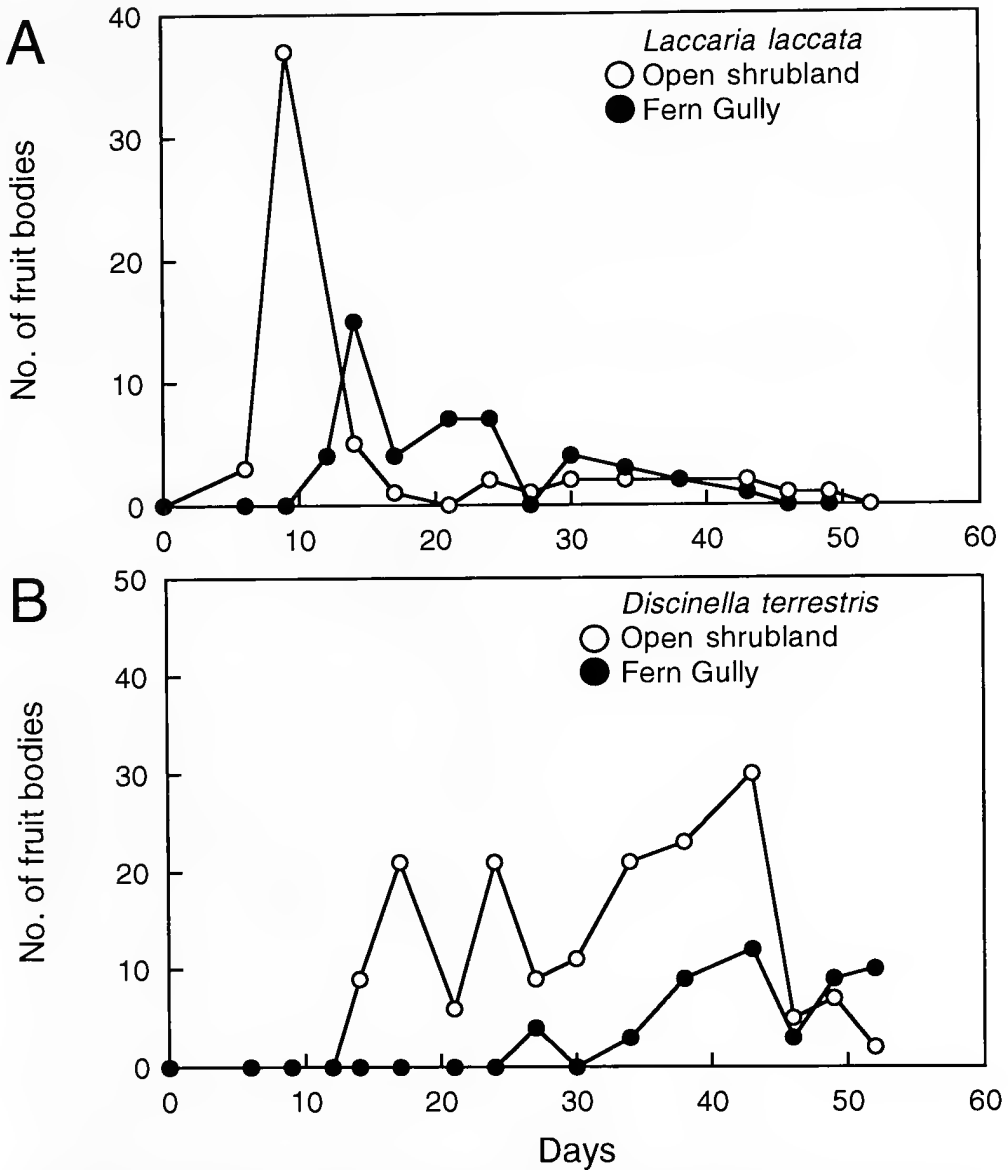 A
Laccaria laccata
Open shrubland
Fern Gully
No. of fruit bodies
40
30
20
10
0
0 10 20 30 40 50 60
B
Discinella terrestris
Open shrubland
Fern Gully
No. of fruit bodies
50
40
30
20
10
0
0 10 20 30 40 50 60
Days